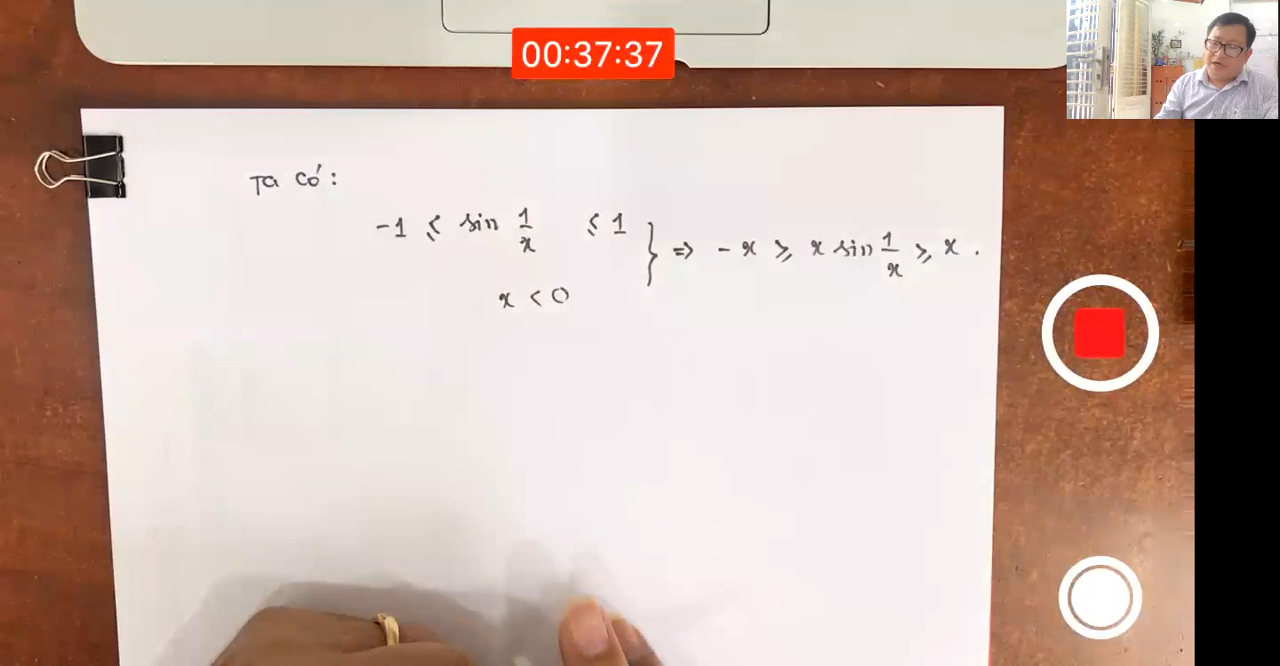 00:37:37
Ta có:
-1 ⩽ sin 1/x ⩽ 1 } => -x ⩾ x sin 1/x ⩾ x.
x < 0